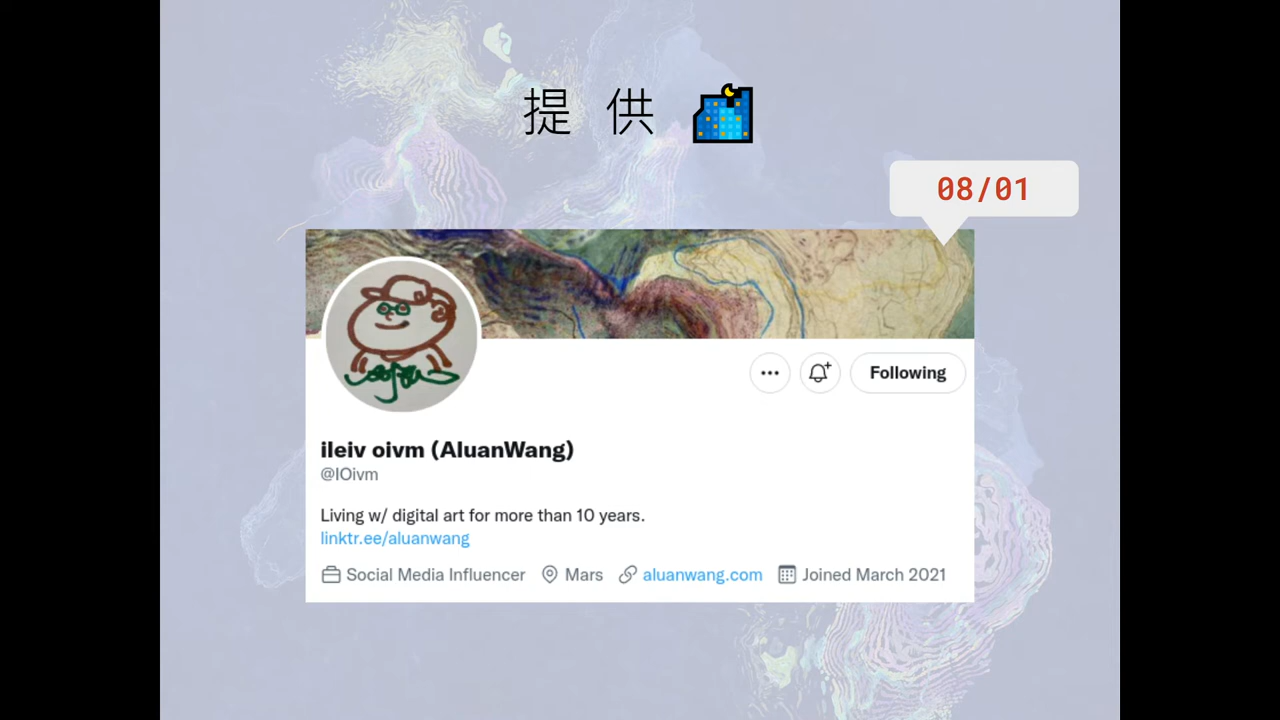 提 供
08/01
Following
ileiv oivm (AluanWang)
@IOivm
Living w/ digital art for more than 10 years.
linktr.ee/aluanwang
Social Media Influencer Mars aluanwang.com Joined March 2021